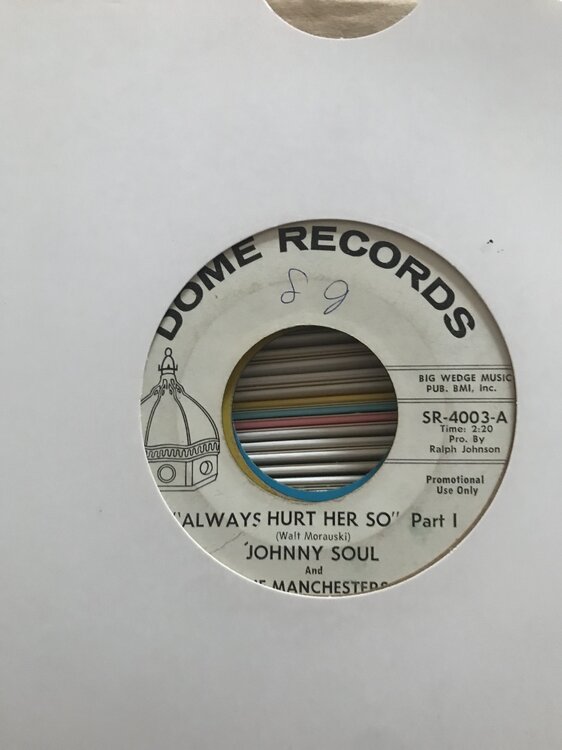 DOME RECORDS
89
BIG WEDGE MUSIC
PUB. BMI, Inc.
SR-4003-A
Time: 2:20
Pro. By
Ralph Johnson
Promotional
Use Only
"ALWAYS HURT HER SO" Part I
(Walt Morauski)
JOHNNY SOUL
And
MANCHESTERS